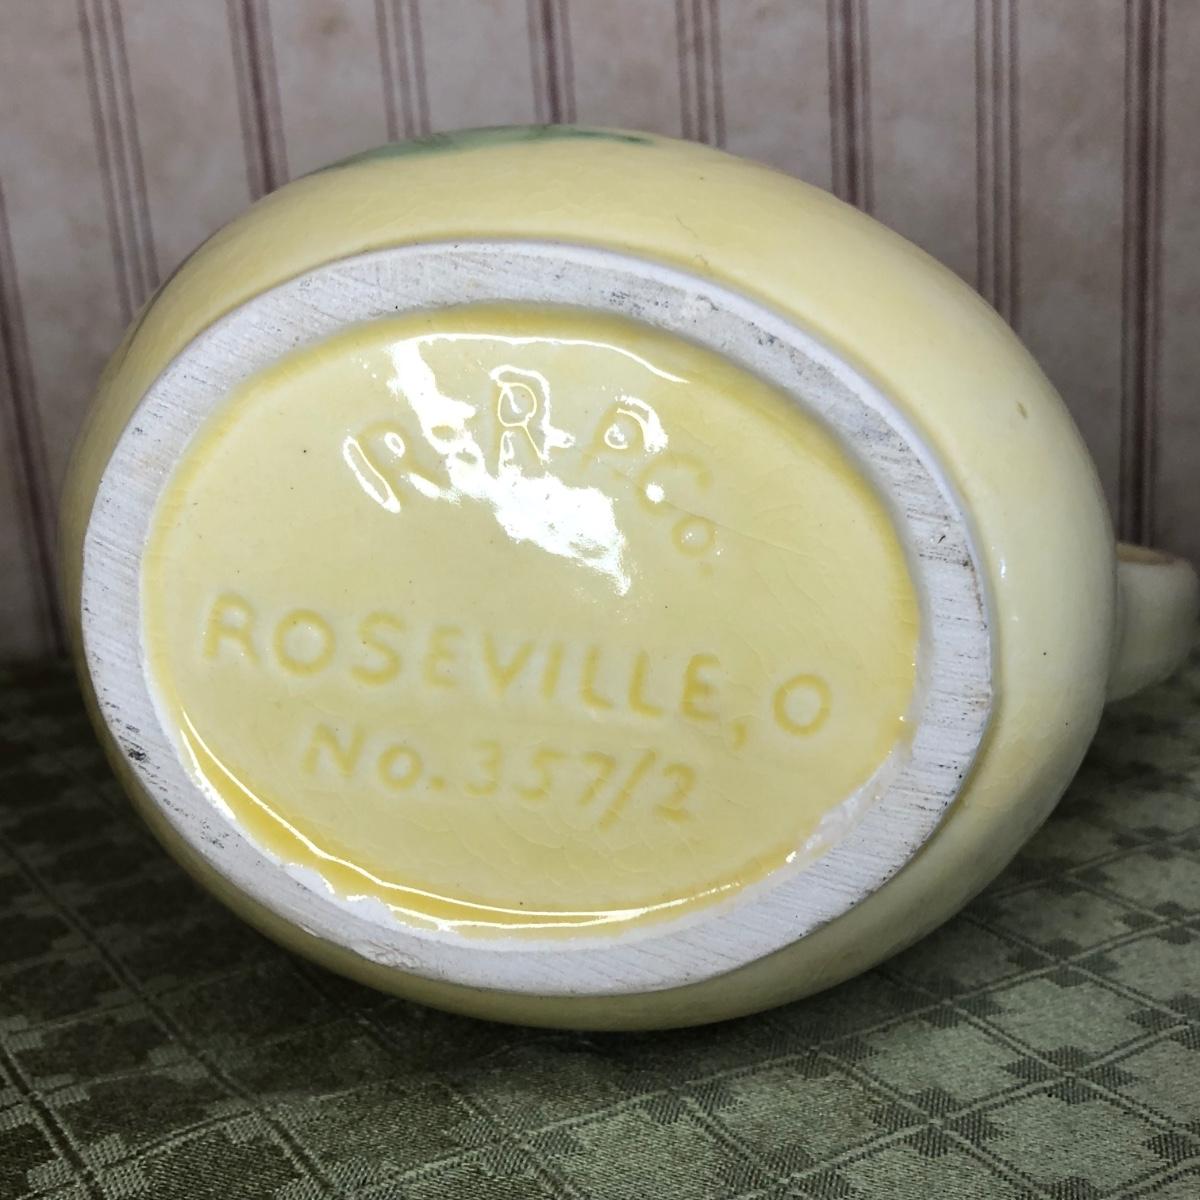 R. R. P. Co.
ROSEVILLE, O
No. 357/2